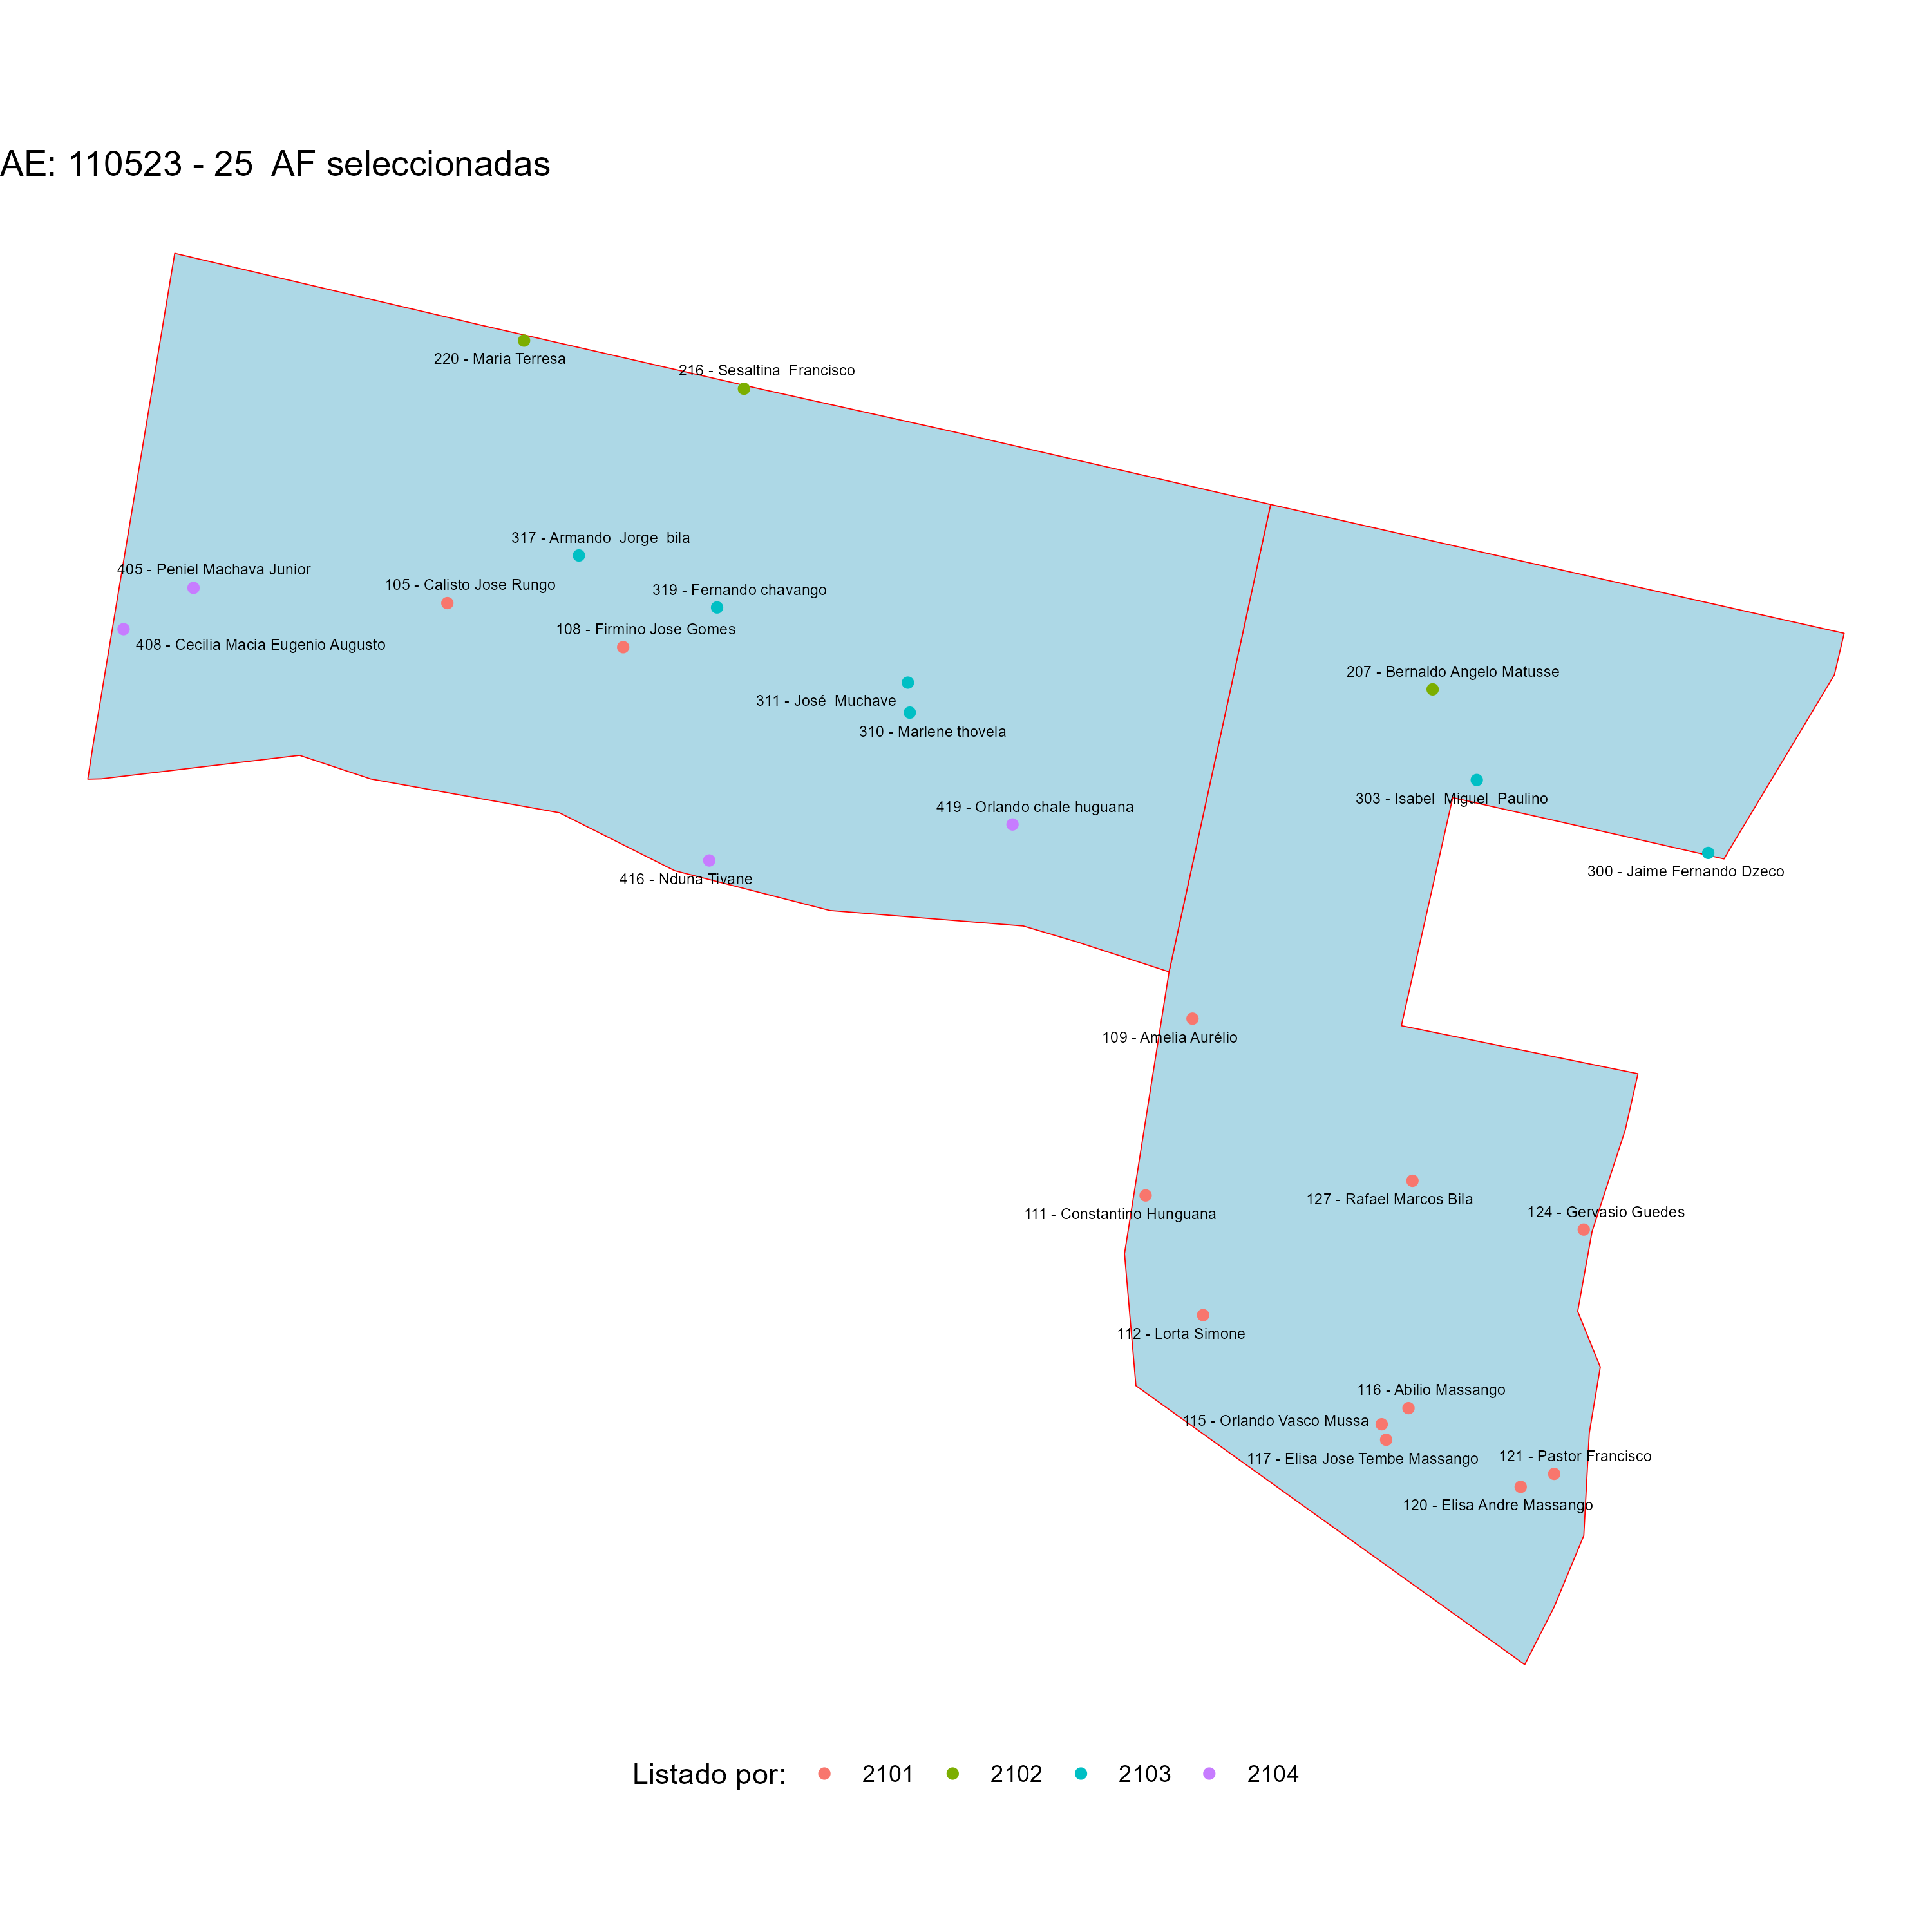 AE: 110523 - 25  AF seleccionadas
220 - Maria Terresa
216 - Sesaltina  Francisco
317 - Armando  Jorge  bila
405 - Peniel Machava Junior
105 - Calisto Jose Rungo
319 - Fernando chavango
108 - Firmino Jose Gomes
408 - Cecilia Macia Eugenio Augusto
207 - Bernaldo Angelo Matusse
311 - José  Muchave
310 - Marlene thovela
303 - Isabel  Miguel  Paulino
419 - Orlando chale huguana
300 - Jaime Fernando Dzeco
416 - Nduna Tivane
109 - Amelia Aurélio
127 - Rafael Marcos Bila
124 - Gervasio Guedes
111 - Constantino Hunguana
112 - Lorta Simone
116 - Abilio Massango
115 - Orlando Vasco Mussa
117 - Elisa Jose Tembe Massango
121 - Pastor Francisco
120 - Elisa Andre Massango
Listado por: 2101 2102 2103 2104